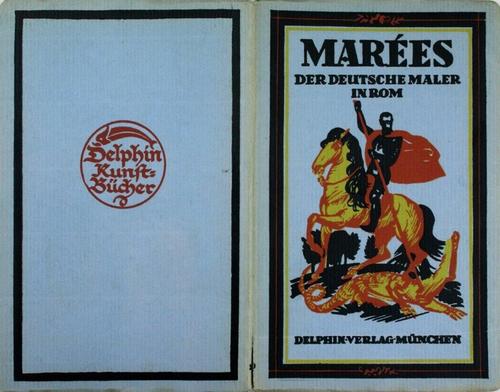 Delphin
Kunst-
Bücher
MARÉES
DER DEUTSCHE MALER
IN ROM
DELPHIN-VERLAG-MÜNCHEN